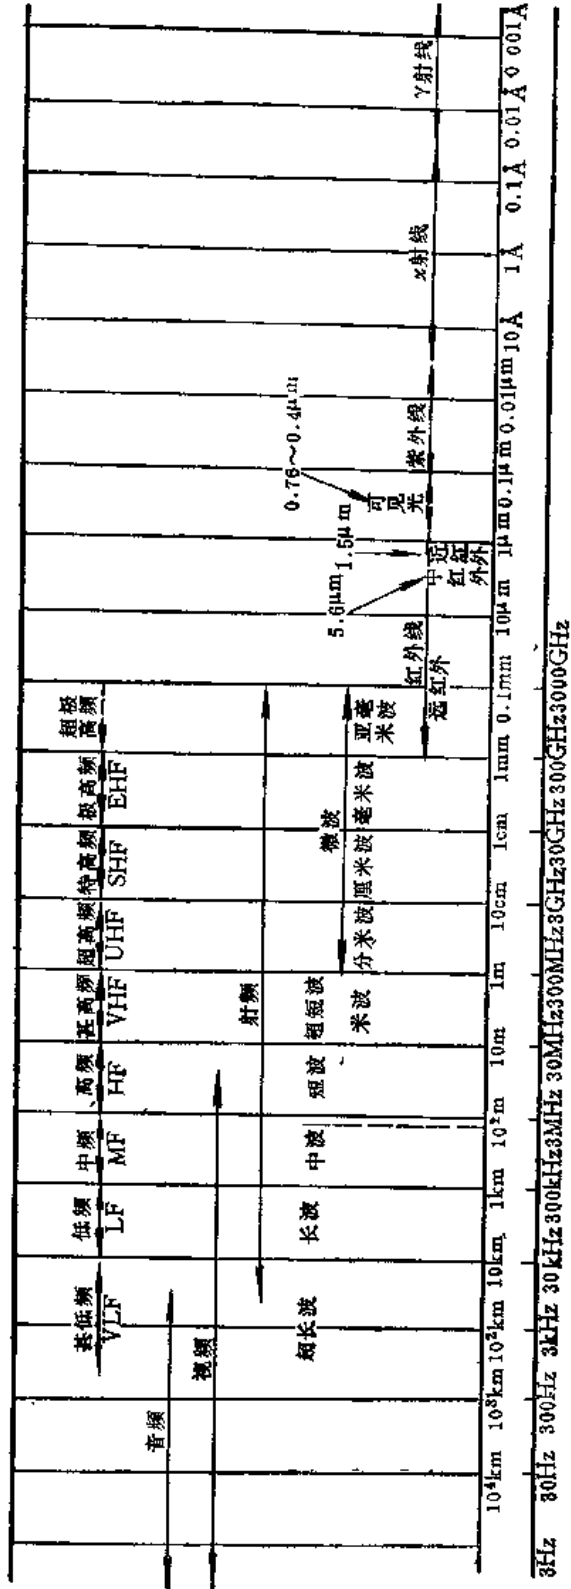 甚低频
VLF
低频
LF
中频
MF
高频
HF
甚高频
VHF
超高频
UHF
特高频
SHF
极高频
EHF
超极
高频
音频
视频
射频
超长波
长波
中波
短波
超短波
米波
微波
分米波
厘米波
毫米波
亚毫
米波
红外线
远红外
中红外
近红外
5.6μm
1.5μm
可见光
0.76~0.4μm
紫外线
x射线
γ射线
10⁴km 10³km 10²km 10km 1km 10²m 10m 1m 10cm 1cm 1mm 0.1mm 10μm 1μm 0.1μm 0.01μm 10Å 1Å 0.1Å 0.01Å 0 001Å
3Hz 30Hz 300Hz 3kHz 30kHz 300kHz 3MHz 30MHz 300MHz 3GHz 30GHz 300GHz 3000GHz